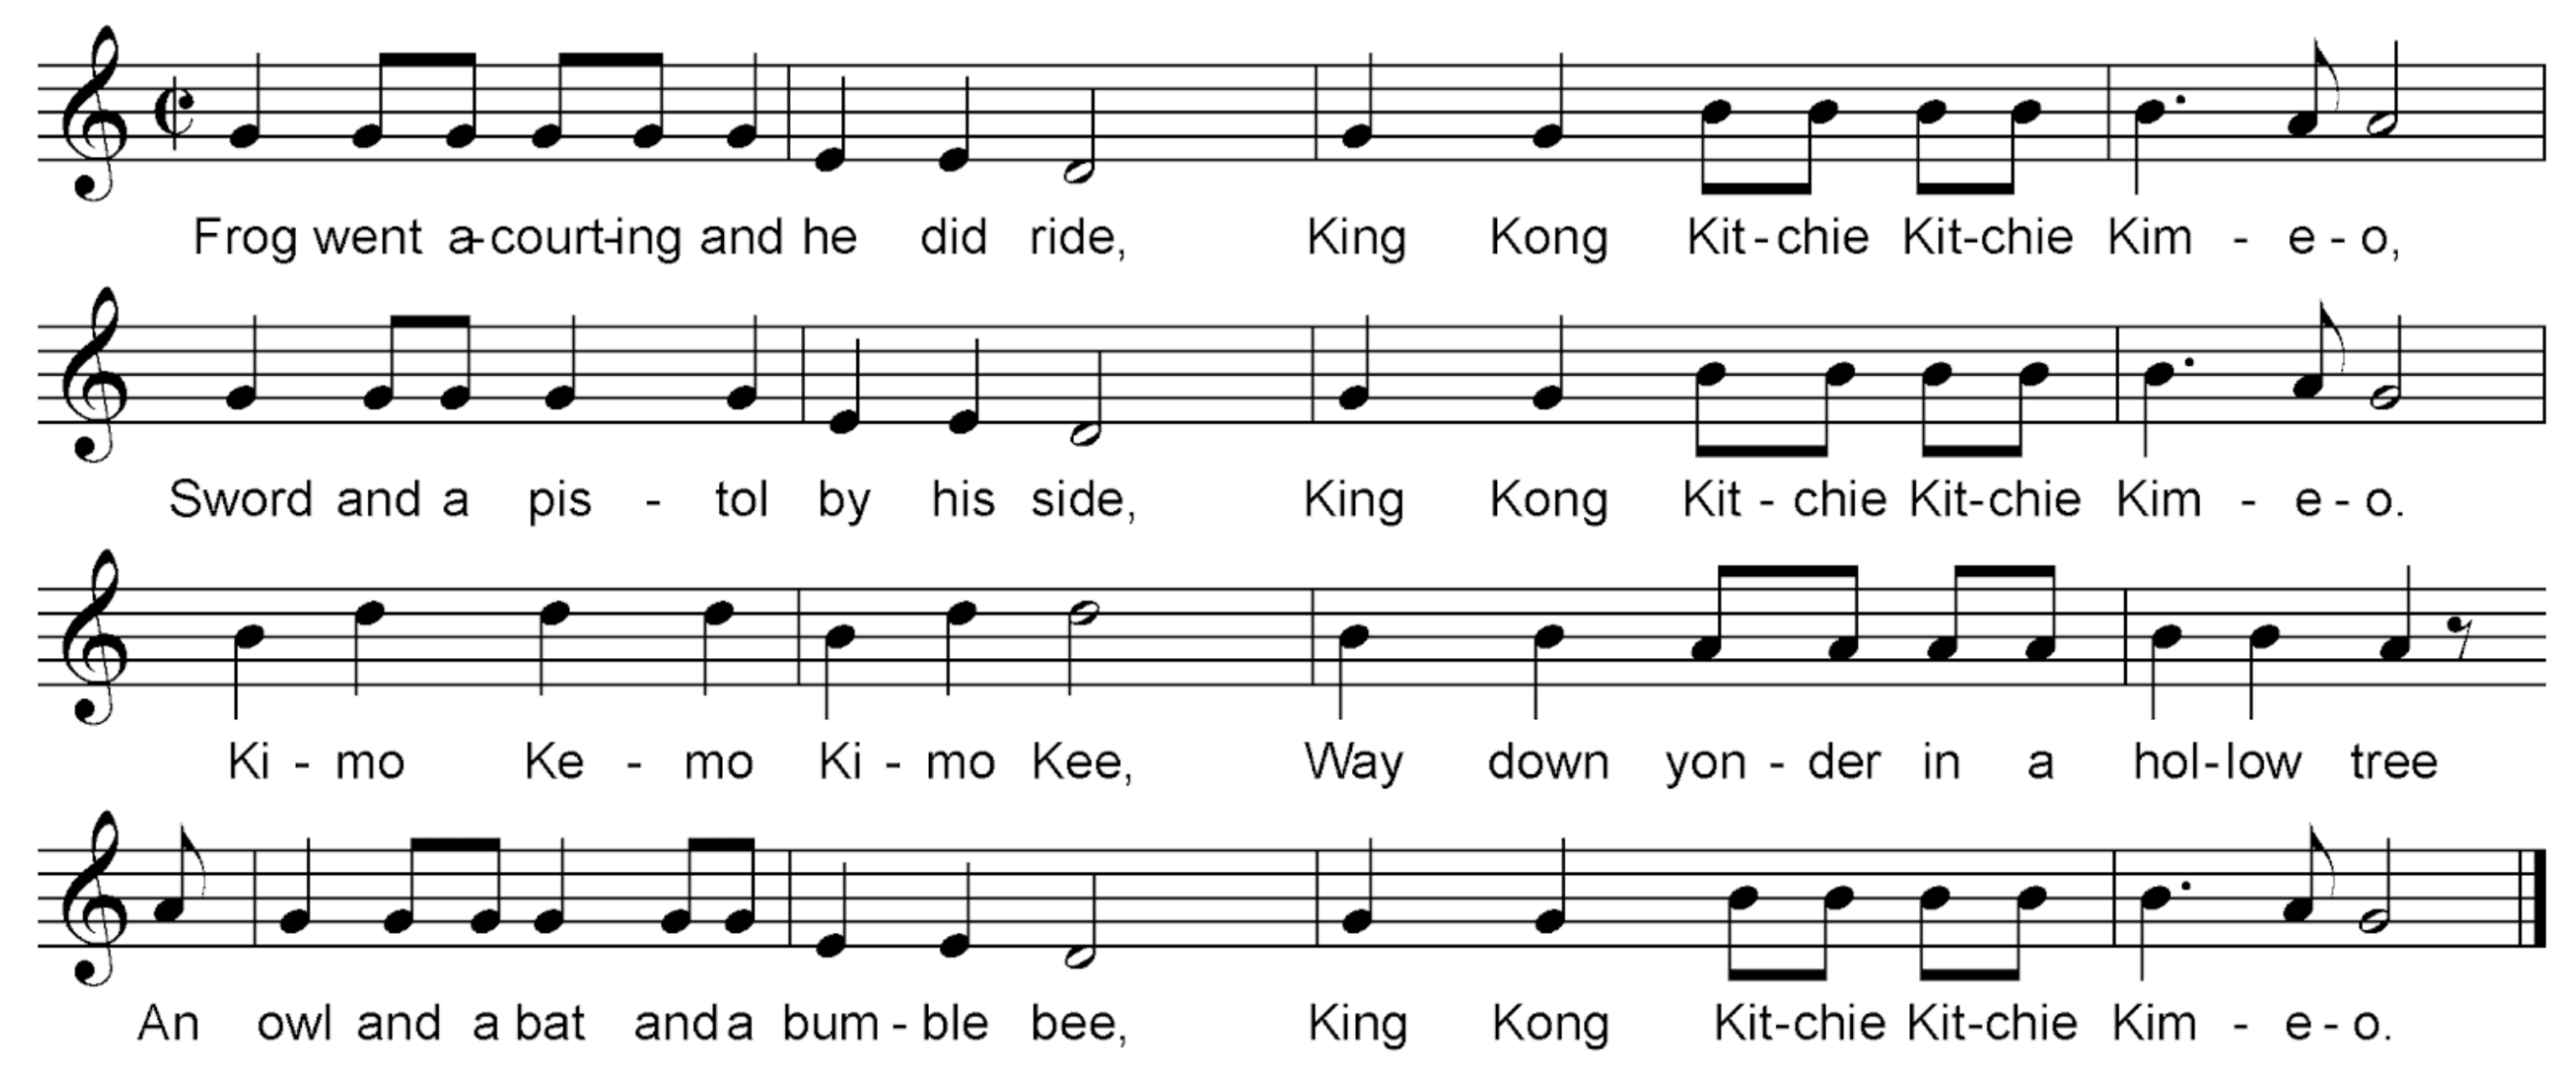 Frog went a-court-ing and he did ride, King Kong Kit-chie Kit-chie Kim - e - o,
Sword and a pis - tol by his side, King Kong Kit - chie Kit-chie Kim - e - o.
Ki - mo Ke - mo Ki - mo Kee, Way down yon - der in a hol-low tree
An owl and a bat and a bum - ble bee, King Kong Kit-chie Kit-chie Kim - e - o.